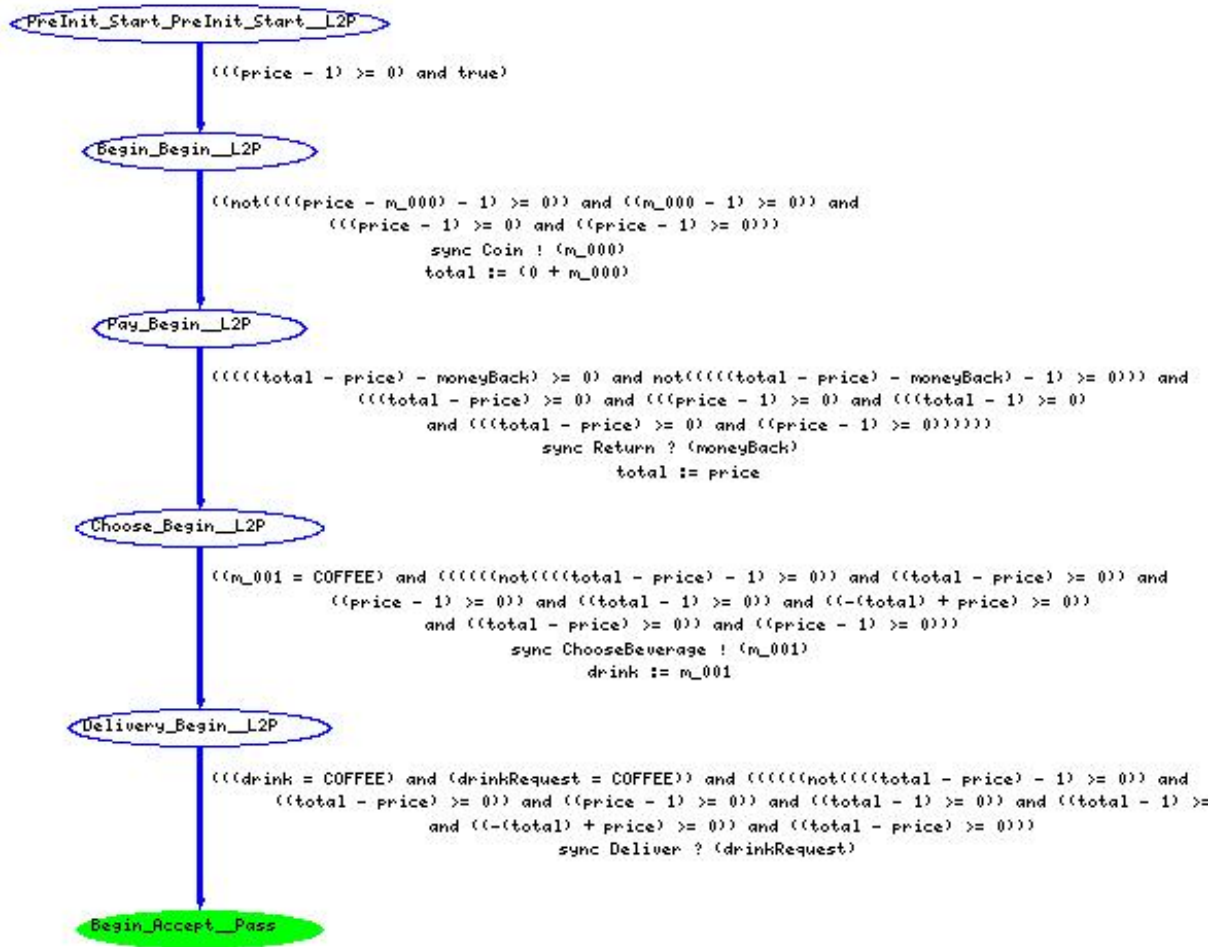 PreInit_Start_PreInit_Start__L2P
(((price - 1) >= 0) and true)
Begin_Begin__L2P
((not((((price - m_000) - 1) >= 0)) and ((m_000 - 1) >= 0)) and
(((price - 1) >= 0) and ((price - 1) >= 0)))
sync Coin ! (m_000)
total := (0 + m_000)
Pay_Begin__L2P
(((((total - price) - moneyBack) >= 0) and not(((((total - price) - moneyBack) - 1) >= 0))) and
(((total - price) >= 0) and (((price - 1) >= 0) and (((total - 1) >= 0)
and (((total - price) >= 0) and ((price - 1) >= 0))))))
sync Return ? (moneyBack)
total := price
Choose_Begin__L2P
((m_001 = COFFEE) and ((((((not((((total - price) - 1) >= 0)) and ((total - price) >= 0)) and
((price - 1) >= 0)) and ((total - 1) >= 0)) and ((-(total) + price) >= 0))
and ((total - price) >= 0)) and ((price - 1) >= 0)))
sync ChooseBeverage ! (m_001)
drink := m_001
Delivery_Begin__L2P
(((drink = COFFEE) and (drinkRequest = COFFEE)) and ((((((not((((total - price) - 1) >= 0)) and
((total - price) >= 0)) and ((price - 1) >= 0)) and ((total - 1) >= 0)) and ((total - 1) >=
and ((-(total) + price) >= 0)) and ((total - price) >= 0)))
sync Deliver ? (drinkRequest)
Begin_Accept__Pass